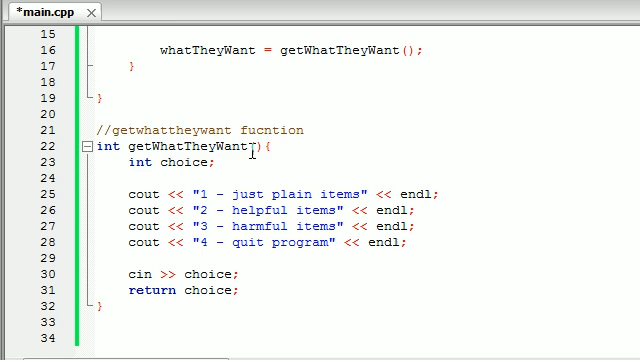 *main.cpp
15
16 whatTheyWant = getWhatTheyWant();
17 }
18
19 }
20
21 //getwhattheywant fucntion
22 int getWhatTheyWant(){
23 int choice;
24
25 cout << "1 - just plain items" << endl;
26 cout << "2 - helpful items" << endl;
27 cout << "3 - harmful items" << endl;
28 cout << "4 - quit program" << endl;
29
30 cin >> choice;
31 return choice;
32 }
33
34